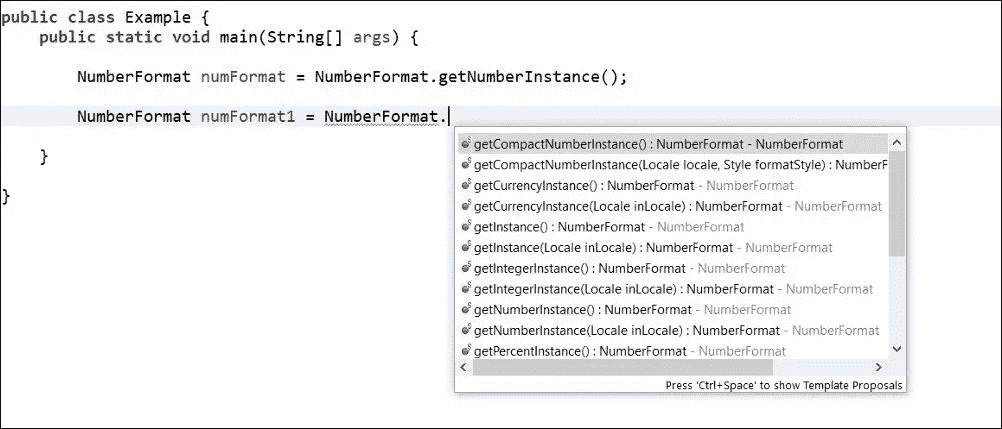 public class Example {
public static void main(String[] args) {
NumberFormat numFormat = NumberFormat.getNumberInstance();
NumberFormat numFormat1 = NumberFormat.
getCompactNumberInstance() : NumberFormat - NumberFormat
getCompactNumberInstance(Locale locale, Style formatStyle) : NumberF
getCurrencyInstance() : NumberFormat - NumberFormat
getCurrencyInstance(Locale inLocale) : NumberFormat - NumberFormat
getInstance() : NumberFormat - NumberFormat
getInstance(Locale inLocale) : NumberFormat - NumberFormat
getIntegerInstance() : NumberFormat - NumberFormat
getIntegerInstance(Locale inLocale) : NumberFormat - NumberFormat
getNumberInstance() : NumberFormat - NumberFormat
getNumberInstance(Locale inLocale) : NumberFormat - NumberFormat
getPercentInstance() : NumberFormat - NumberFormat
Press 'Ctrl+Space' to show Template Proposals
}
}